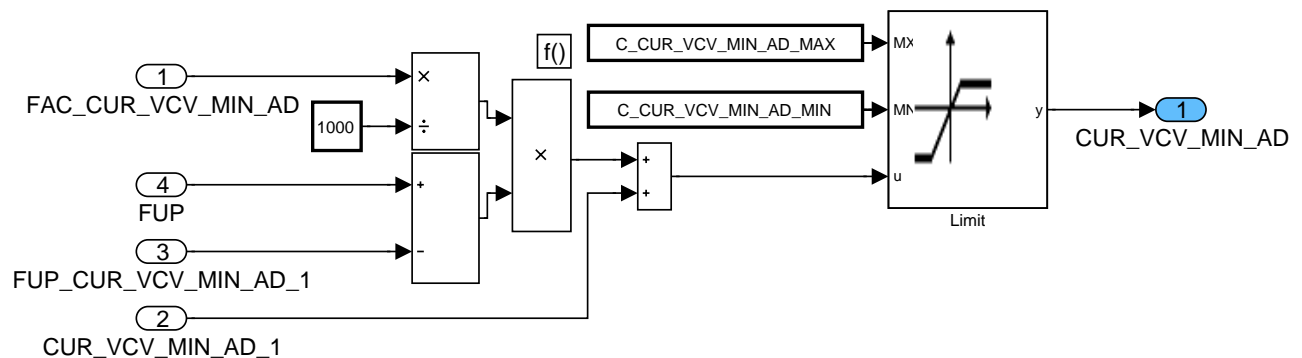 f()
C_CUR_VCV_MIN_AD_MAX
MX
1
×
FAC_CUR_VCV_MIN_AD
1000
÷
C_CUR_VCV_MIN_AD_MIN
MN
y
1
CUR_VCV_MIN_AD
×
+
+
u
4
+
FUP
Limit
3
−
FUP_CUR_VCV_MIN_AD_1
2
CUR_VCV_MIN_AD_1